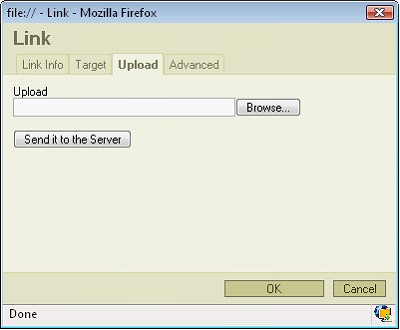 file:// - Link - Mozilla Firefox
Link
Link Info Target Upload Advanced
Upload
Browse...
Send it to the Server
OK Cancel
Done